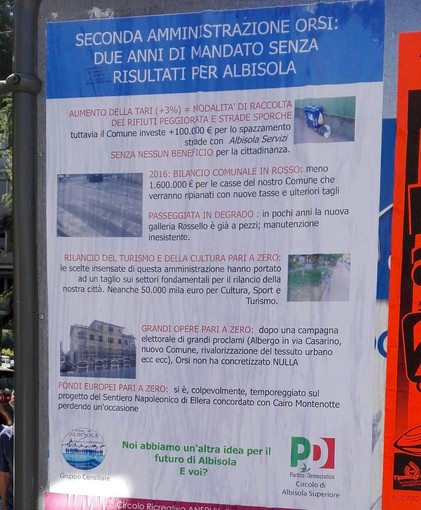 SECONDA AMMINISTRAZIONE ORSI:
DUE ANNI DI MANDATO SENZA
RISULTATI PER ALBISOLA
AUMENTO DELLA TARI (+3%) = MODALITA' DI RACCOLTA
DEI RIFIUTI PEGGIORATA E STRADE SPORCHE
tuttavia il Comune investe +100.000 € per lo spazzamento
strade con Albisola Servizi
SENZA NESSUN BENEFICIO per la cittadinanza.
2016: BILANCIO COMUNALE IN ROSSO: meno
1.600.000 € per le casse del nostro Comune che
verranno ripianati con nuove tasse e ulteriori tagli
PASSEGGIATA IN DEGRADO : in pochi anni la nuova
galleria Rossello è già a pezzi; manutenzione
inesistente.
RILANCIO DEL TURISMO E DELLA CULTURA PARI A ZERO:
le scelte insensate di questa amministrazione hanno portato
ad un taglio sui settori fondamentali per il rilancio della
nostra città. Neanche 50.000 mila euro per Cultura, Sport e
Turismo.
GRANDI OPERE PARI A ZERO: dopo una campagna
elettorale di grandi proclami (Albergo in via Casarino,
nuovo Comune, rivalorizzazione del tessuto urbano
ecc ecc), Orsi non ha concretizzato NULLA
FONDI EUROPEI PARI A ZERO: si è, colpevolmente, temporeggiato sul
progetto del Sentiero Napoleonico di Ellera concordato con Cairo Montenotte
perdendo un'occasione
ALBISOLA
Gruppo Consiliare
Noi abbiamo un'altra idea per il
futuro di Albisola
E voi?
PD
Partito Democratico
Circolo di
Albisola Superiore
Circolo Ricreativo